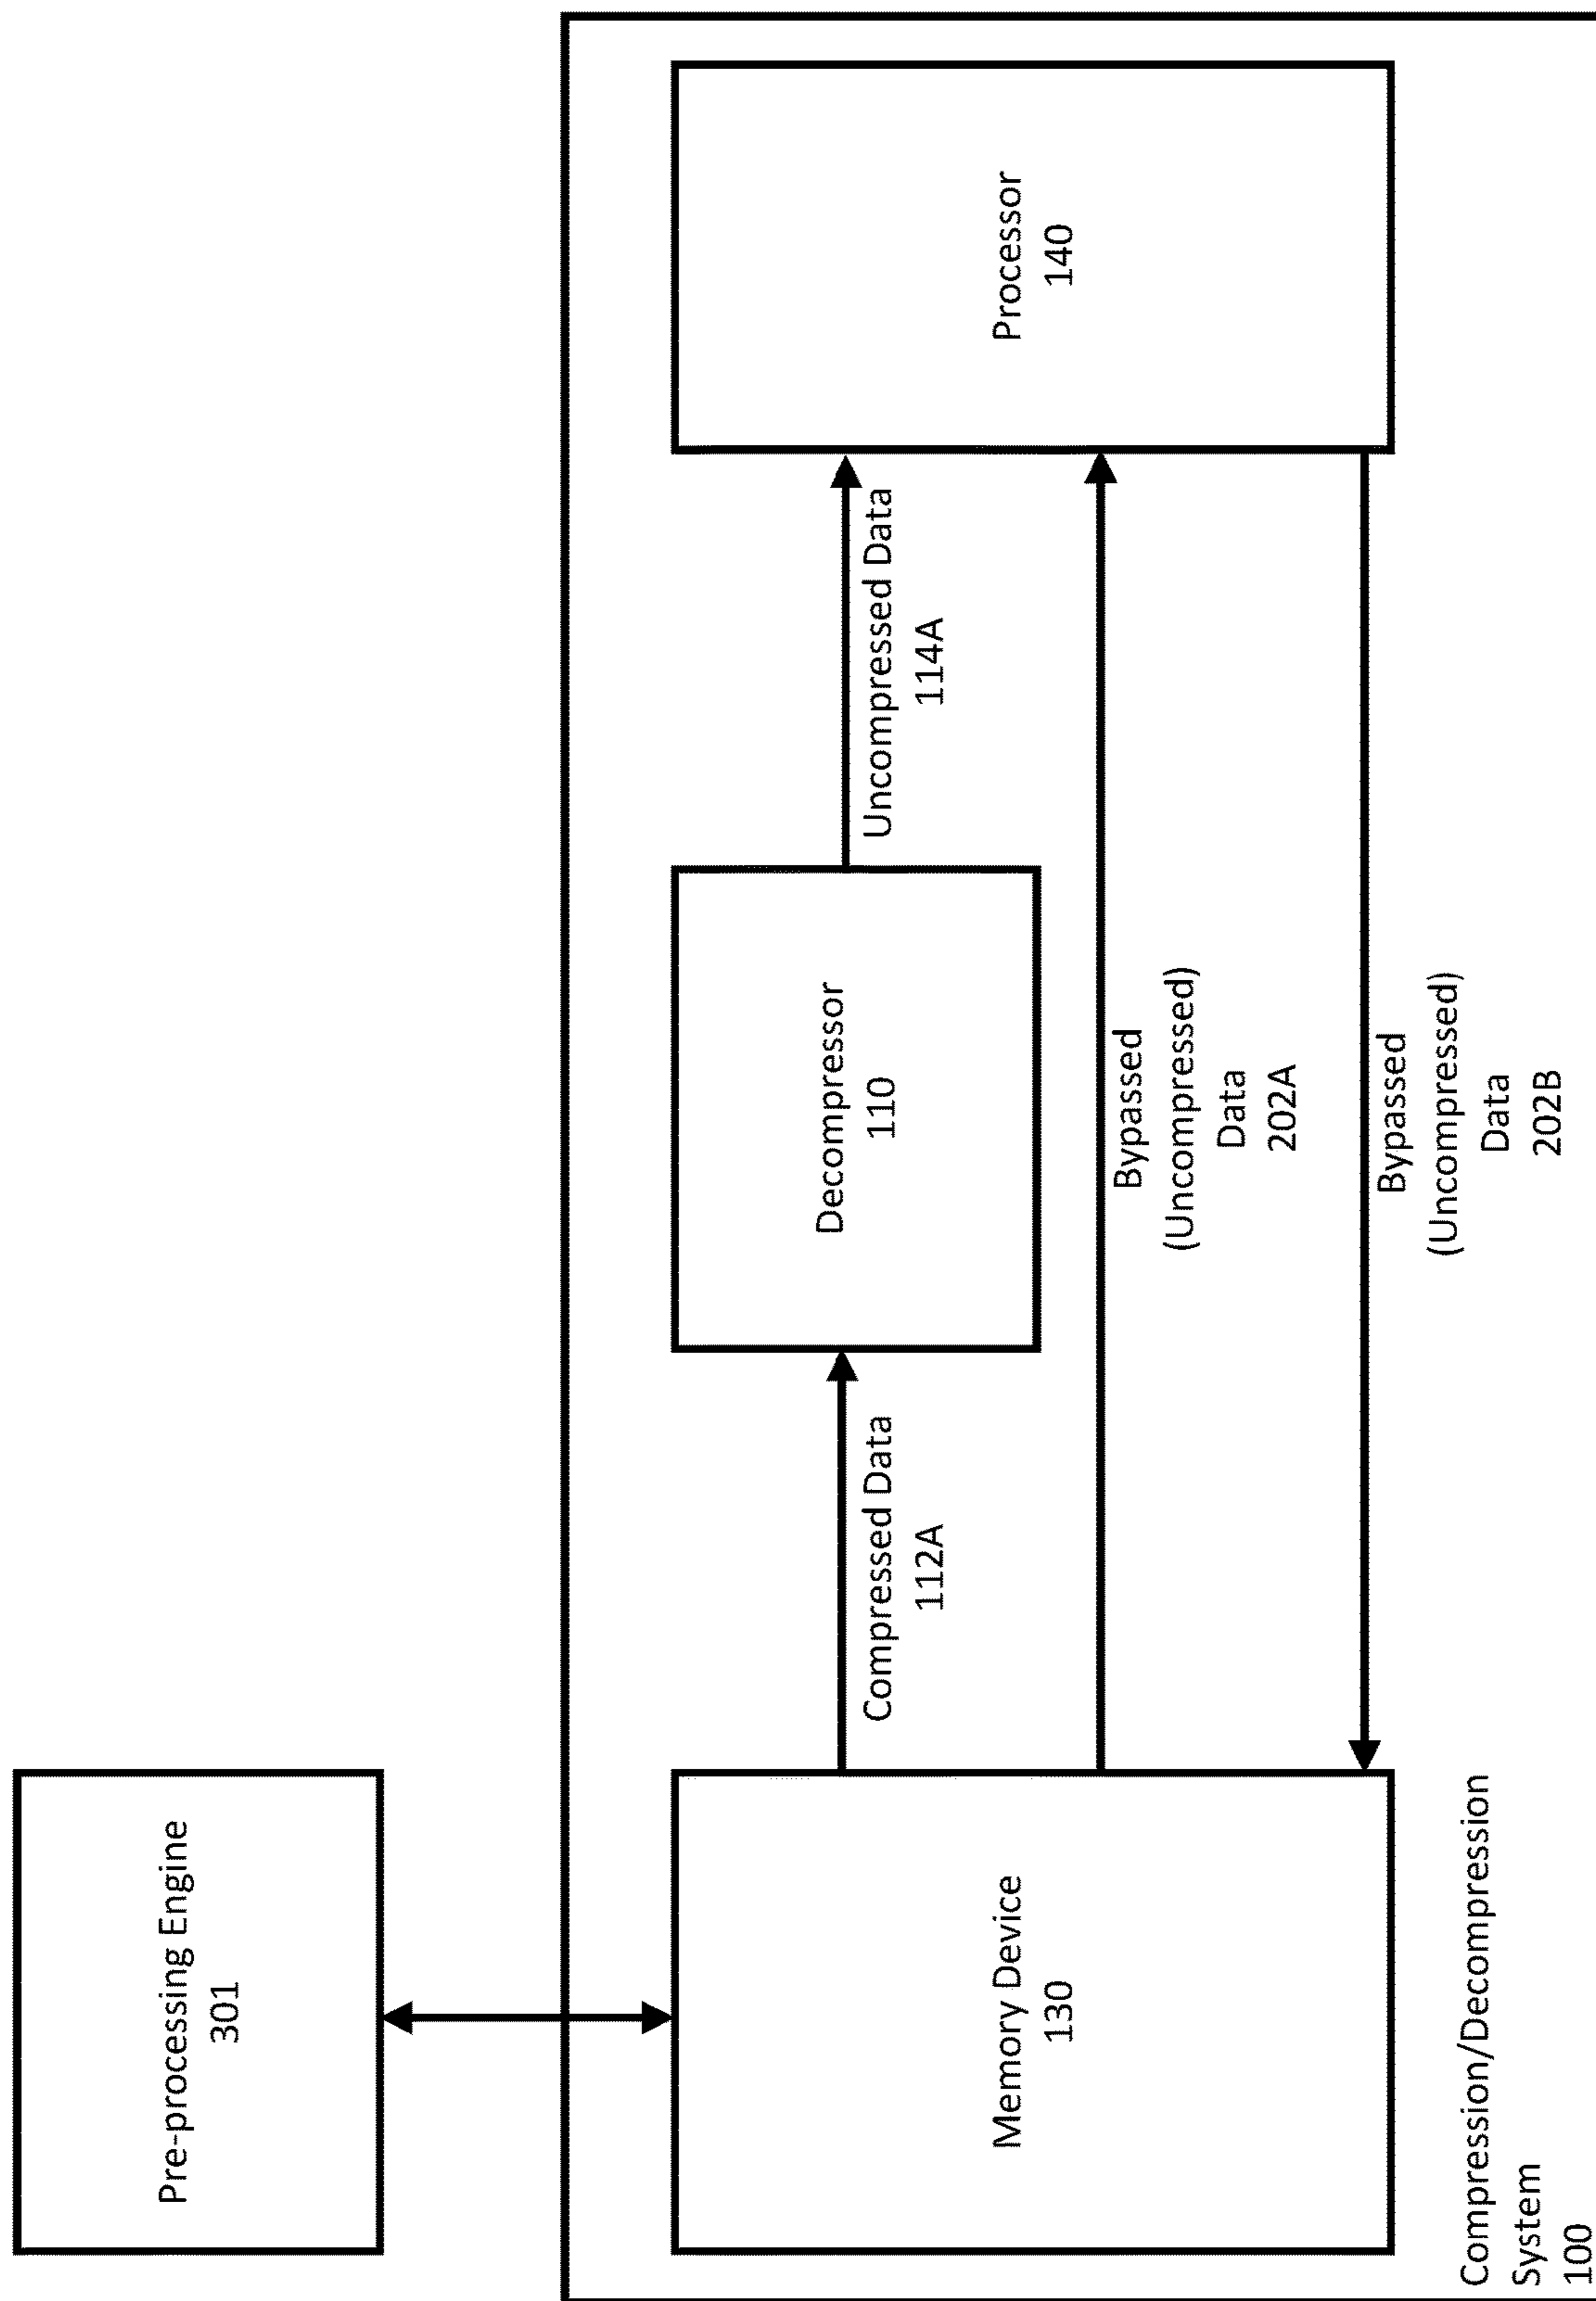 Pre-processing Engine
301
Memory Device
130
Compressed Data
112A
Decompressor
110
Uncompressed Data
114A
Processor
140
Bypassed
(Uncompressed)
Data
202A
Bypassed
(Uncompressed)
Data
202B
Compression/Decompression
System
100